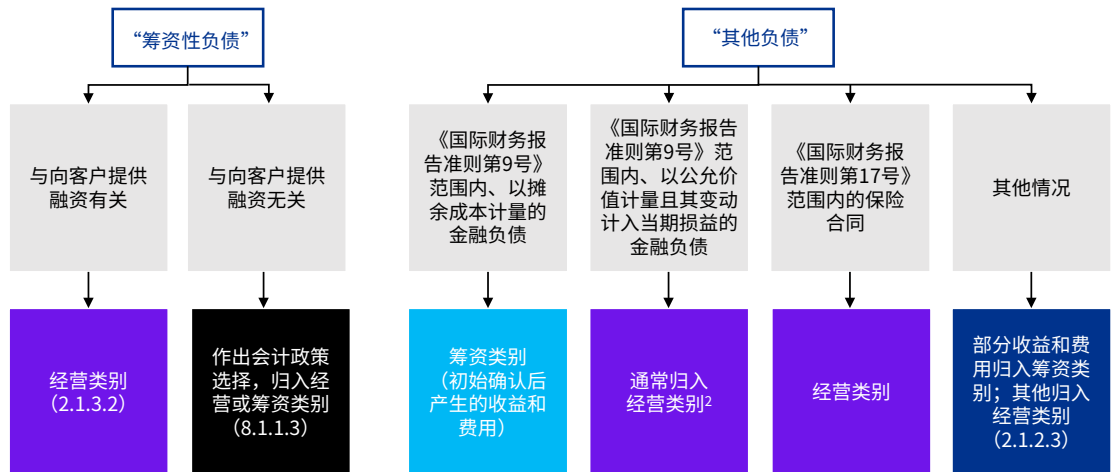 “筹资性负债”
“其他负债”
与向客户提供
融资有关
与向客户提供
融资无关
《国际财务报
告准则第9号》
范围内、以摊
余成本计量的
金融负债
《国际财务报告
准则第9号》范
围内、以公允价
值计量且其变动
计入当期损益的
金融负债
《国际财务报
告准则第17号》
范围内的保险
合同
其他情况
经营类别
（2.1.3.2）
作出会计政策
选择，归入经
营或筹资类别
（8.1.1.3）
筹资类别
（初始确认后
产生的收益和
费用）
通常归入
经营类别2
经营类别
部分收益和费
用归入筹资类
别；其他归入
经营类别
（2.1.2.3）